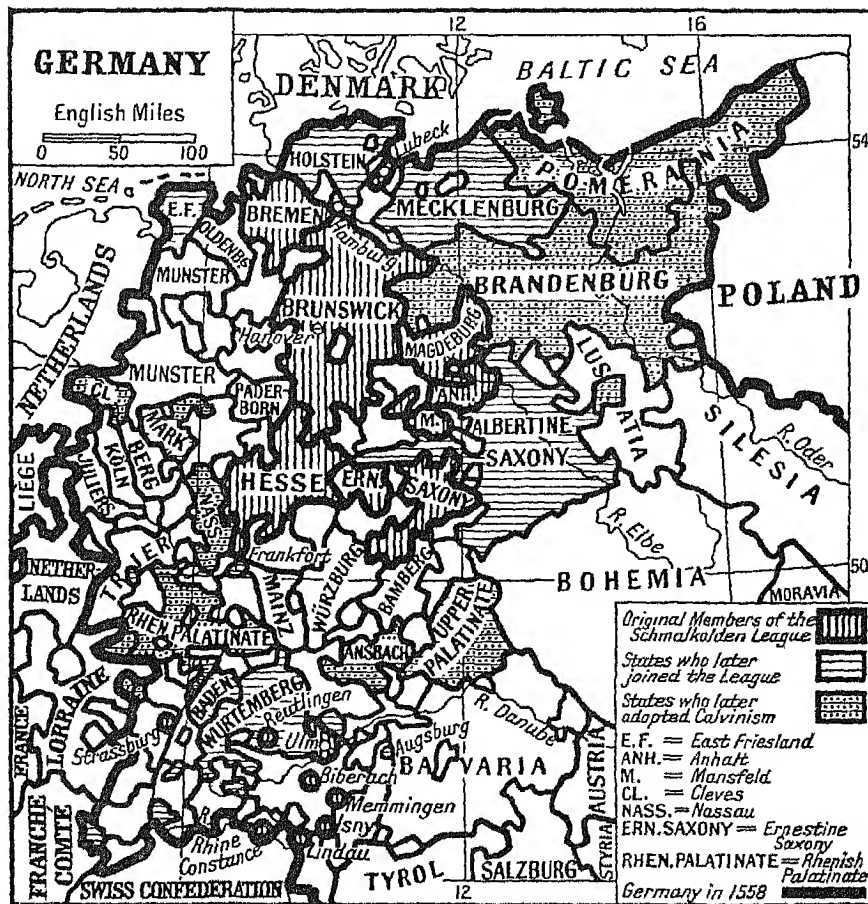 GERMANY
English Miles
0 50 100
12
16
DENMARK
BALTIC SEA
54
NORTH SEA
HOLSTEIN
Lubeck
POMERANIA
E.F.
OLDENBG
BREMEN
MECKLENBURG
Hamburg
MUNSTER
BRANDENBURG
POLAND
NETHERLANDS
BRUNSWICK
Hanover
MAGDEBURG
MUNSTER
PADER-
BORN
ANH.
LUSATIA
CL.
MARK
M.
ALBERTINE
SAXONY
SILESIA
R. Oder
LIEGE
JULIERS
KÖLN
BERG
HESSE
ERN.
SAXONY
NASS.
R. Elbe
Frankfort
BOHEMIA
50
NETHER-
LANDS
TRIER
MAINZ
WÜRZBURG
BAMBERG
MORAVIA
RHEN. PALATINATE
UPPER
PALATINATE
ANSBACH
FRANCE
LORRAINE
BADEN
WÜRTEMBERG
Reutlingen
R. Danube
Strassburg
Ulm
Augsburg
BAVARIA
AUSTRIA
Biberach
Memmingen
FRANCHE
COMTÉ
R.
Rhine
Constance
Isny
Lindau
STYRIA
SWISS CONFEDERATION
TYROL
SALZBURG
12
Original Members of the
Schmalkalden League
States who later
joined the League
States who later
adopted Calvinism
E.F. = East Friesland
ANH. = Anhalt
M. = Mansfeld
CL. = Cleves
NASS. = Nassau
ERN. SAXONY = Ernestine
Saxony
RHEN. PALATINATE = Rhenish
Palatinate
Germany in 1558